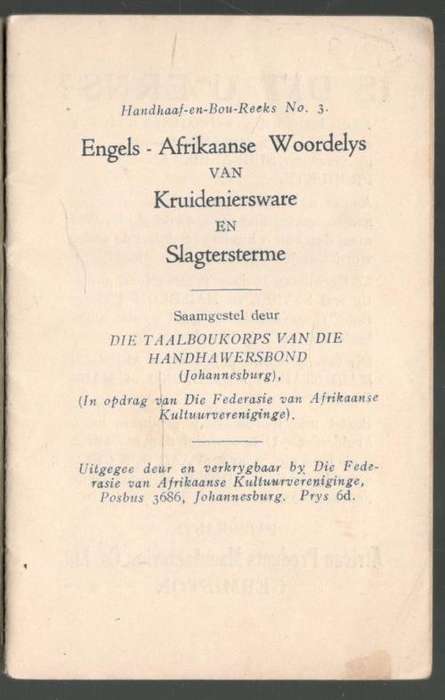 Handhaaf-en-Bou-Reeks No. 3.
Engels - Afrikaanse Woordelys
VAN
Kruideniersware
EN
Slagtersterme
Saamgestel deur
DIE TAALBOUKORPS VAN DIE
HANDHAWERSBOND
(Johannesburg),
(In opdrag van Die Federasie van Afrikaanse
Kultuurvereniginge).
Uitgegee deur en verkrygbaar by Die Fede-
rasie van Afrikaanse Kultuurvereniginge,
Posbus 3686, Johannesburg. Prys 6d.